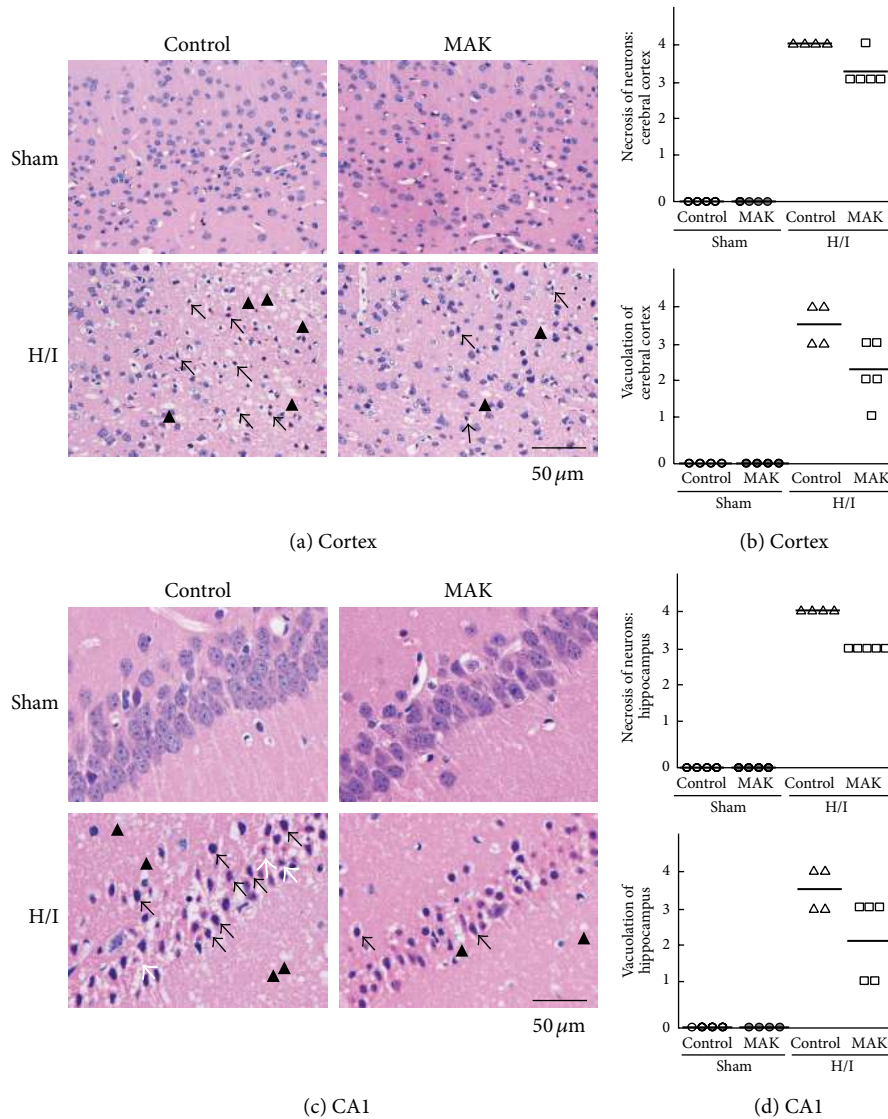 Control MAK
Sham
H/I
50 μm
(a) Cortex
Necrosis of neurons:
cerebral cortex
4
3
2
1
0
Control MAK Control MAK
Sham H/I
Vacuolation of
cerebral cortex
4
3
2
1
0
Control MAK Control MAK
Sham H/I
(b) Cortex
Control MAK
Sham
H/I
50 μm
(c) CA1
Necrosis of neurons:
hippocampus
4
3
2
1
0
Control MAK Control MAK
Sham H/I
Vacuolation of
hippocampus
4
3
2
1
0
Control MAK Control MAK
Sham H/I
(d) CA1